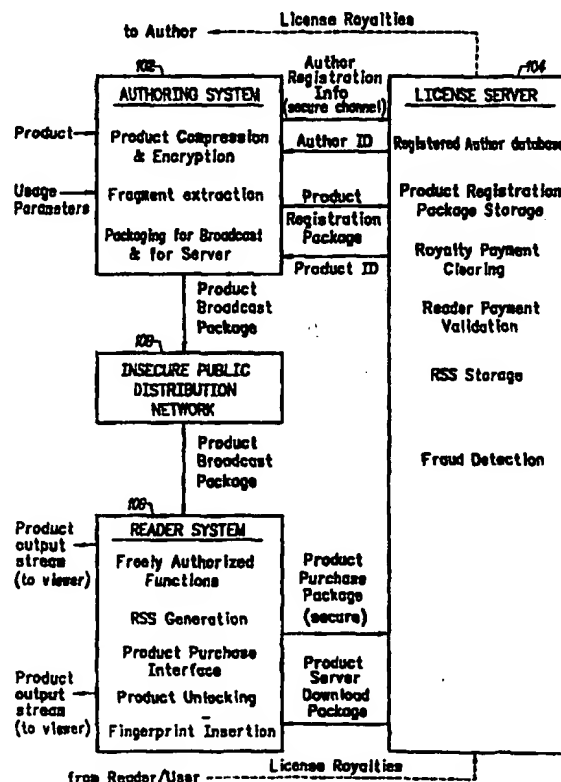 License Royalties
to Author
102
AUTHORING SYSTEM
Product Compression
& Encryption
Fragment extraction
Packaging for Broadcast
& for Server
Product
Usage
Parameters
Author
Registration
Info
(secure channel)
Author ID
Product
Registration
Package
Product ID
104
LICENSE SERVER
Registered Author database
Product Registration
Package Storage
Royalty Payment
Clearing
Reader Payment
Validation
RSS Storage
Fraud Detection
Product
Broadcast
Package
108
INSECURE PUBLIC
DISTRIBUTION
NETWORK
Product
Broadcast
Package
106
READER SYSTEM
Freely Authorized
Functions
RSS Generation
Product Purchase
Interface
Product Unlocking
Fingerprint Insertion
Product
output
stream
(to viewer)
Product
output
stream
(to viewer)
Product
Purchase
Package
(secure)
Product
Server
Download
Package
from Reader/User
License Royalties